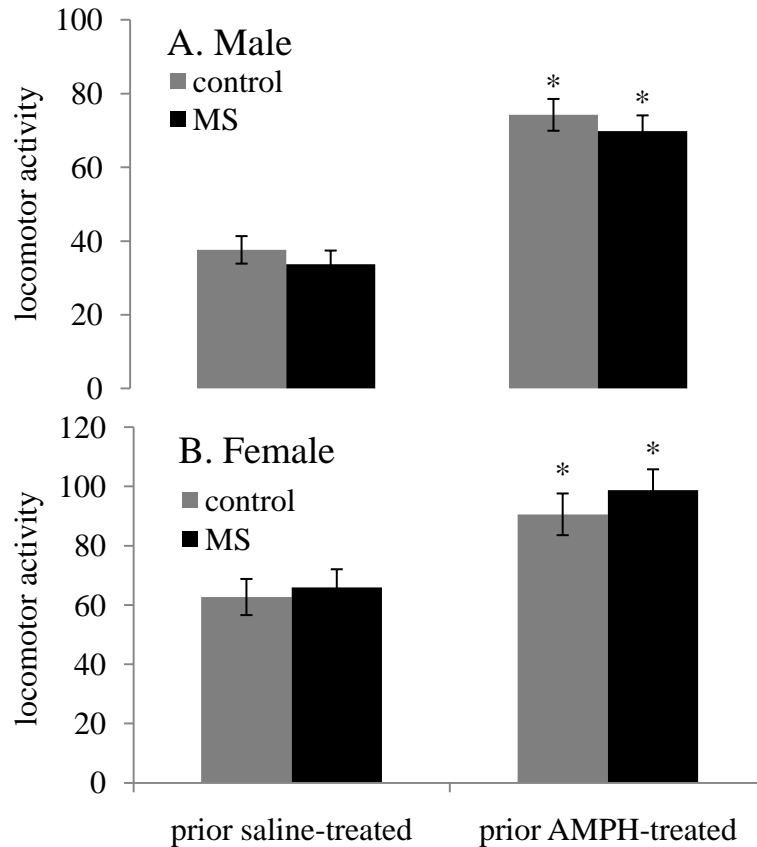 100
80
60
40
20
0
locomotor activity
A. Male
control
MS
*
*
120
100
80
60
40
20
0
locomotor activity
B. Female
control
MS
*
*
prior saline-treated
prior AMPH-treated